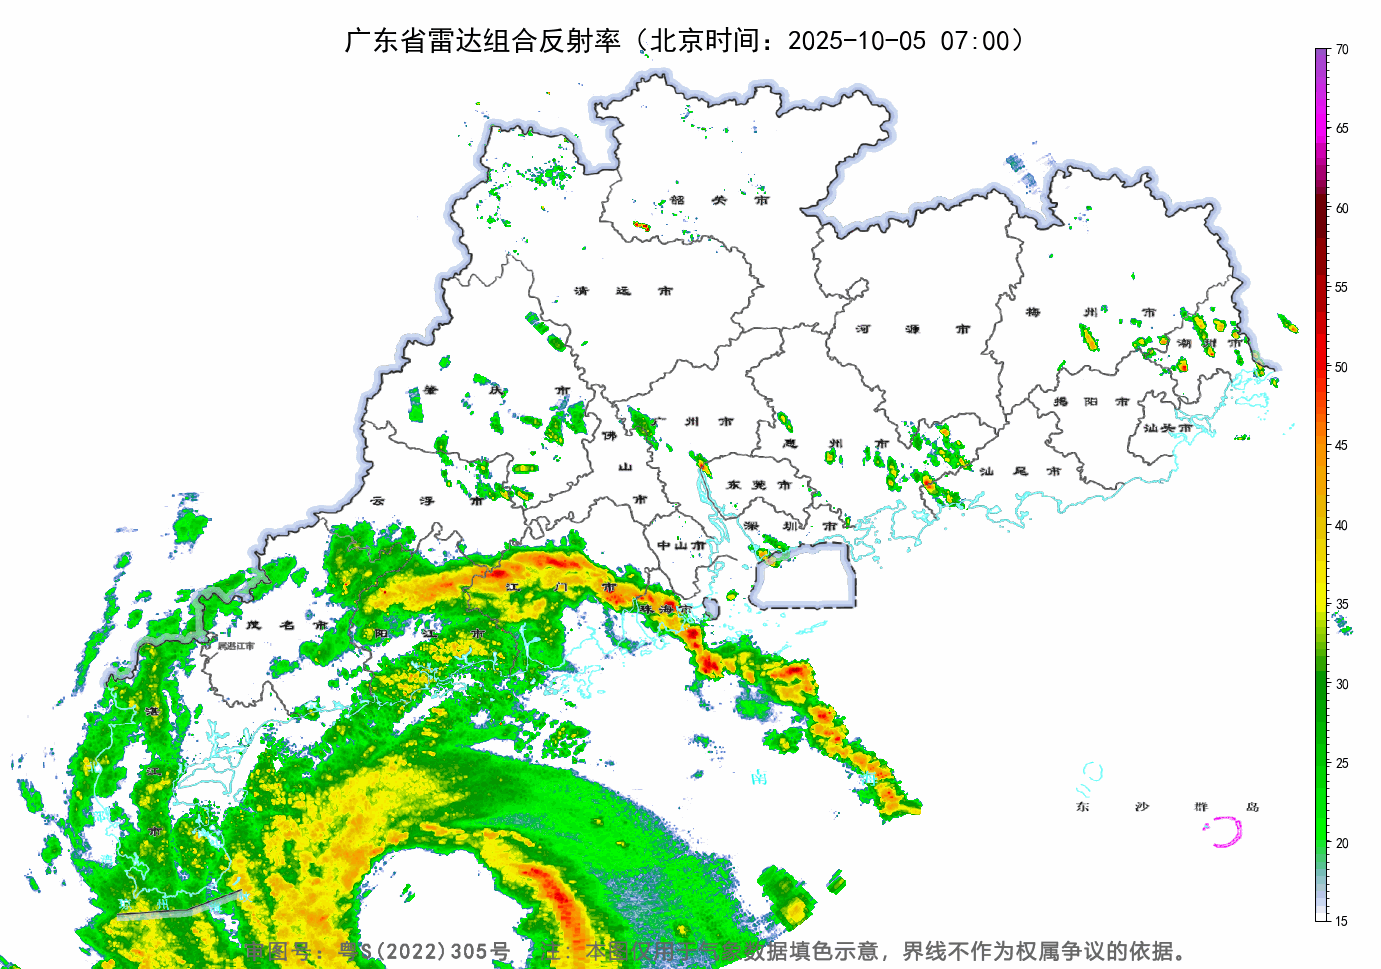 广东省雷达组合反射率（北京时间：2025-10-05 07:00）
70
65
60
55
50
45
40
35
30
25
20
15
韶关市
清远市
河源市
梅州市
潮州市
肇庆市
揭阳市
汕头市
广州市
佛山市
惠州市
汕尾市
东莞市
云浮市
深圳市
中山市
江门市
珠海市
茂名市
阳江市
属湛江市
湛江市
南
东沙群岛
审图号：粤S(2022)305号 注：本图仅用于气象数据填色示意，界线不作为权属争议的依据。